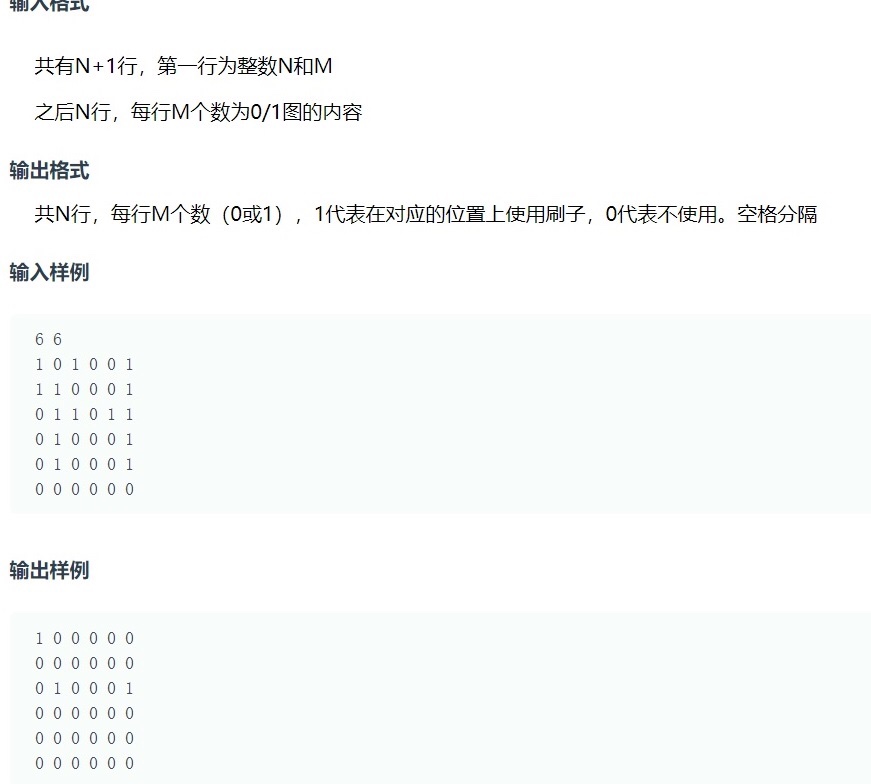 输入格式
共有N+1行，第一行为整数N和M
之后N行，每行M个数为0/1图的内容
输出格式
共N行，每行M个数（0或1），1代表在对应的位置上使用刷子，0代表不使用。空格分隔
输入样例
6 6
1 0 1 0 0 1
1 1 0 0 0 1
0 1 1 0 1 1
0 1 0 0 0 1
0 1 0 0 0 1
0 0 0 0 0 0
输出样例
1 0 0 0 0 0
0 0 0 0 0 0
0 1 0 0 0 1
0 0 0 0 0 0
0 0 0 0 0 0
0 0 0 0 0 0